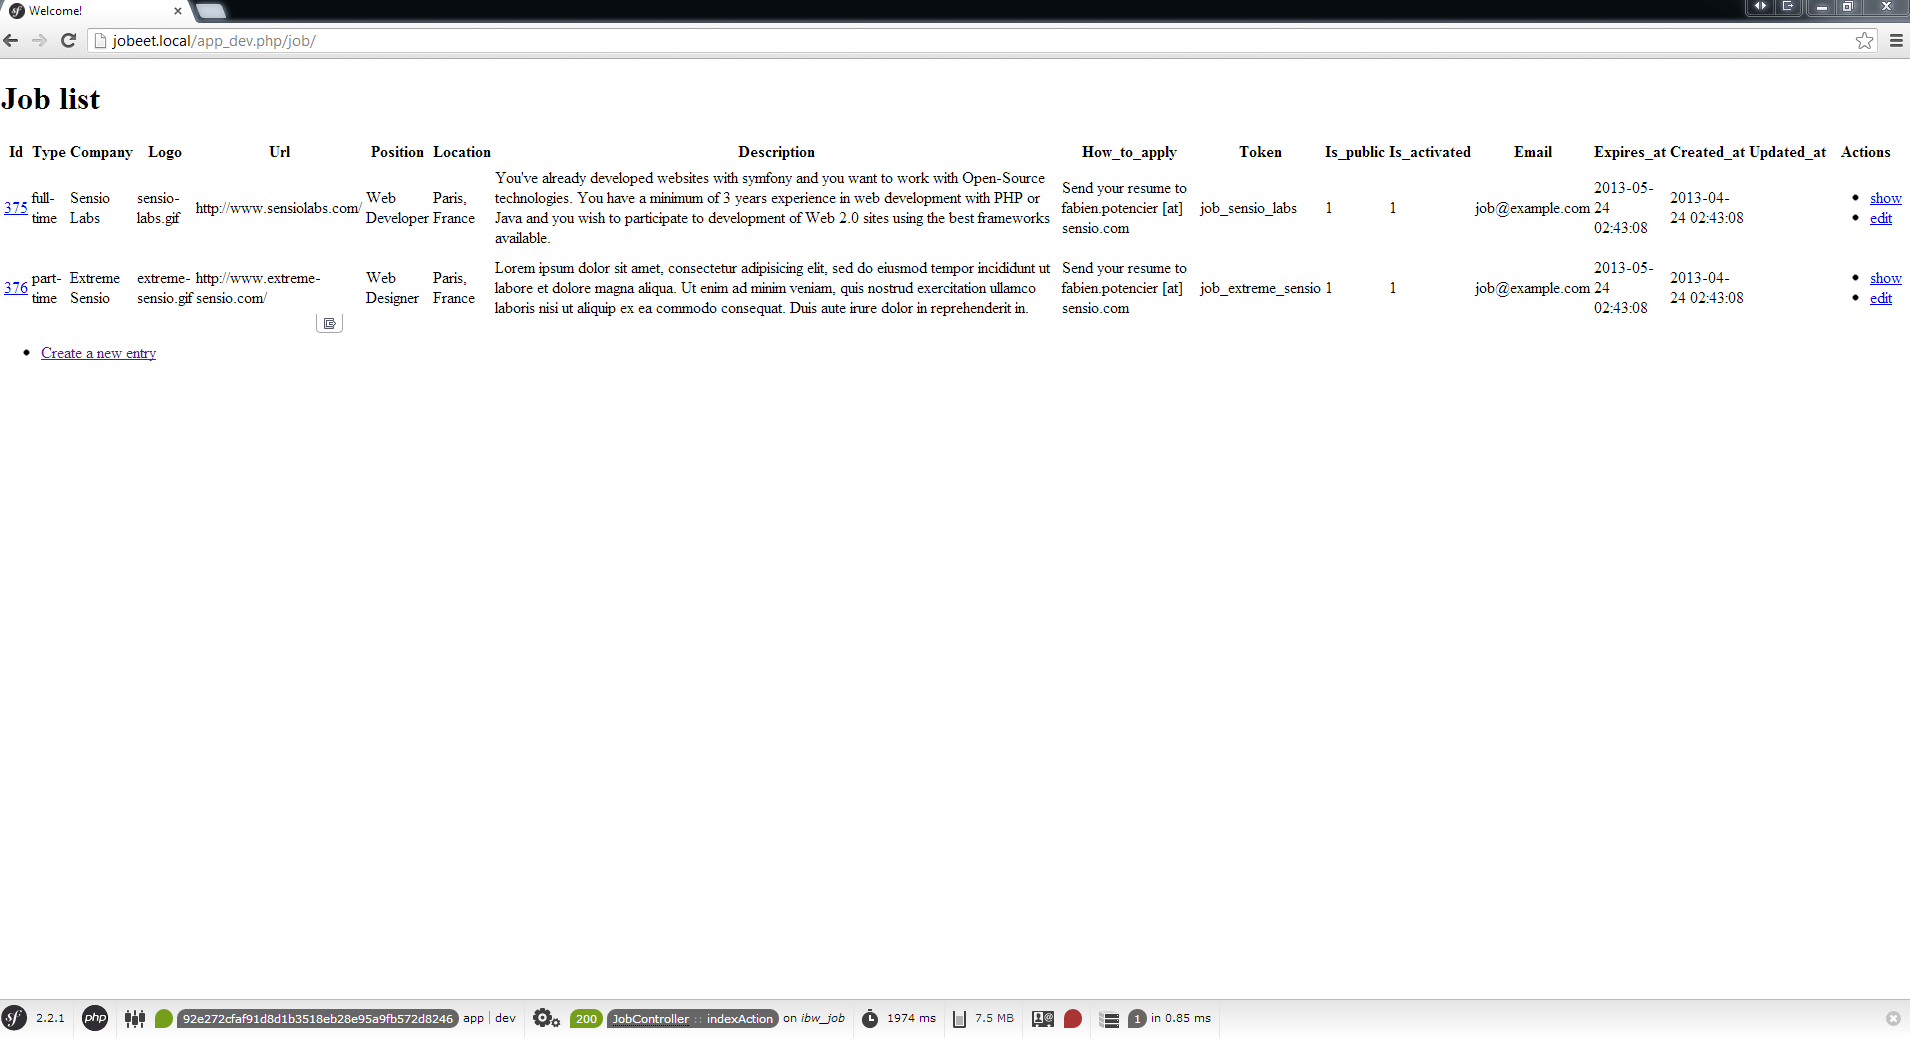 Welcome!
jobeet.local/app_dev.php/job/
Job list
Id Type Company Logo Url Position Location Description How_to_apply Token Is_public Is_activated Email Expires_at Created_at Updated_at Actions
375 full-time Sensio Labs sensio-labs.gif http://www.sensiolabs.com/ Web Developer Paris, France You've already developed websites with symfony and you want to work with Open-Source
technologies. You have a minimum of 3 years experience in web development with PHP or
Java and you wish to participate to development of Web 2.0 sites using the best frameworks
available.
Send your resume to
fabien.potencier [at]
sensio.com
job_sensio_labs 1 1 job@example.com
2013-05-
24
02:43:08
2013-04-
24 02:43:08
show
edit
376 part-time Extreme Sensio extreme-sensio.gif http://www.extreme-sensio.com/ Web Designer Paris, France Lorem ipsum dolor sit amet, consectetur adipisicing elit, sed do eiusmod tempor incididunt ut
labore et dolore magna aliqua. Ut enim ad minim veniam, quis nostrud exercitation ullamco
laboris nisi ut aliquip ex ea commodo consequat. Duis aute irure dolor in reprehenderit in.
Send your resume to
fabien.potencier [at]
sensio.com
job_extreme_sensio 1 1 job@example.com
2013-05-
24
02:43:08
2013-04-
24 02:43:08
show
edit
Create a new entry
sf 2.2.1 php 92e272cfaf91d8d1b3518eb28e95a9fb572d8246 app | dev 200 JobController :: indexAction on ibw_job 1974 ms 7.5 MB 1 in 0.85 ms